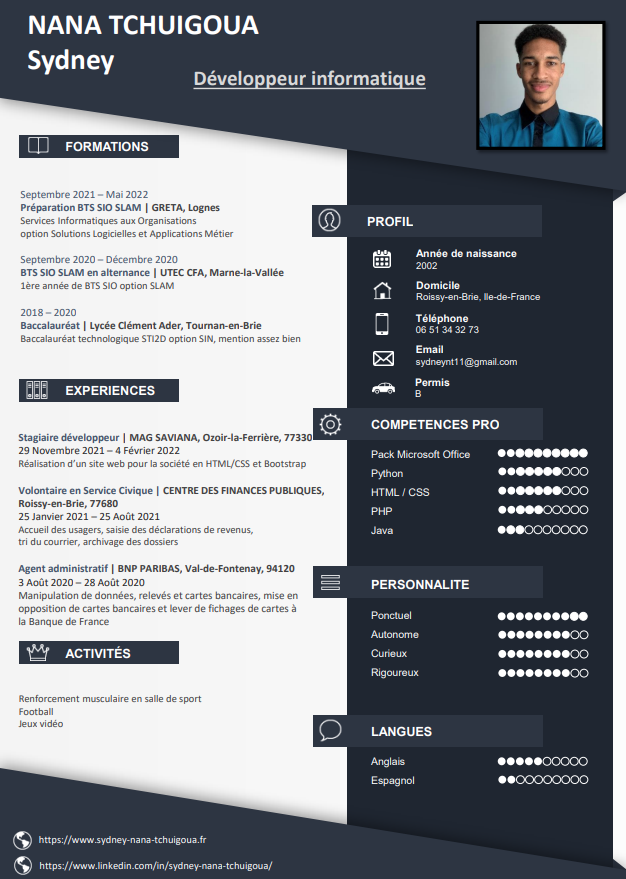 NANA TCHUIGOUA
Sydney
Développeur informatique
FORMATIONS
Septembre 2021 – Mai 2022
Préparation BTS SIO SLAM | GRETA, Lognes
Services Informatiques aux Organisations
option Solutions Logicielles et Applications Métier
Septembre 2020 – Décembre 2020
BTS SIO SLAM en alternance | UTEC CFA, Marne-la-Vallée
1ère année de BTS SIO option SLAM
2018 – 2020
Baccalauréat | Lycée Clément Ader, Tournan-en-Brie
Baccalauréat technologique STI2D option SIN, mention assez bien
EXPERIENCES
Stagiaire développeur | MAG SAVIANA, Ozoir-la-Ferrière, 77330
29 Novembre 2021 – 4 Février 2022
Réalisation d'un site web pour la société en HTML/CSS et Bootstrap
Volontaire en Service Civique | CENTRE DES FINANCES PUBLIQUES,
Roissy-en-Brie, 77680
25 Janvier 2021 – 25 Août 2021
Accueil des usagers, saisie des déclarations de revenus,
tri du courrier, archivage des dossiers
Agent administratif | BNP PARIBAS, Val-de-Fontenay, 94120
3 Août 2020 – 28 Août 2020
Manipulation de données, relevés et cartes bancaires, mise en
opposition de cartes bancaires et lever de fichages de cartes à
la Banque de France
ACTIVITÉS
Renforcement musculaire en salle de sport
Football
Jeux vidéo
PROFIL
Année de naissance
2002
Domicile
Roissy-en-Brie, Ile-de-France
Téléphone
06 51 34 32 73
Email
sydneynt11@gmail.com
Permis
B
COMPETENCES PRO
Pack Microsoft Office
Python
HTML / CSS
PHP
Java
PERSONNALITE
Ponctuel
Autonome
Curieux
Rigoureux
LANGUES
Anglais
Espagnol
https://www.sydney-nana-tchuigoua.fr
https://www.linkedin.com/in/sydney-nana-tchuigoua/